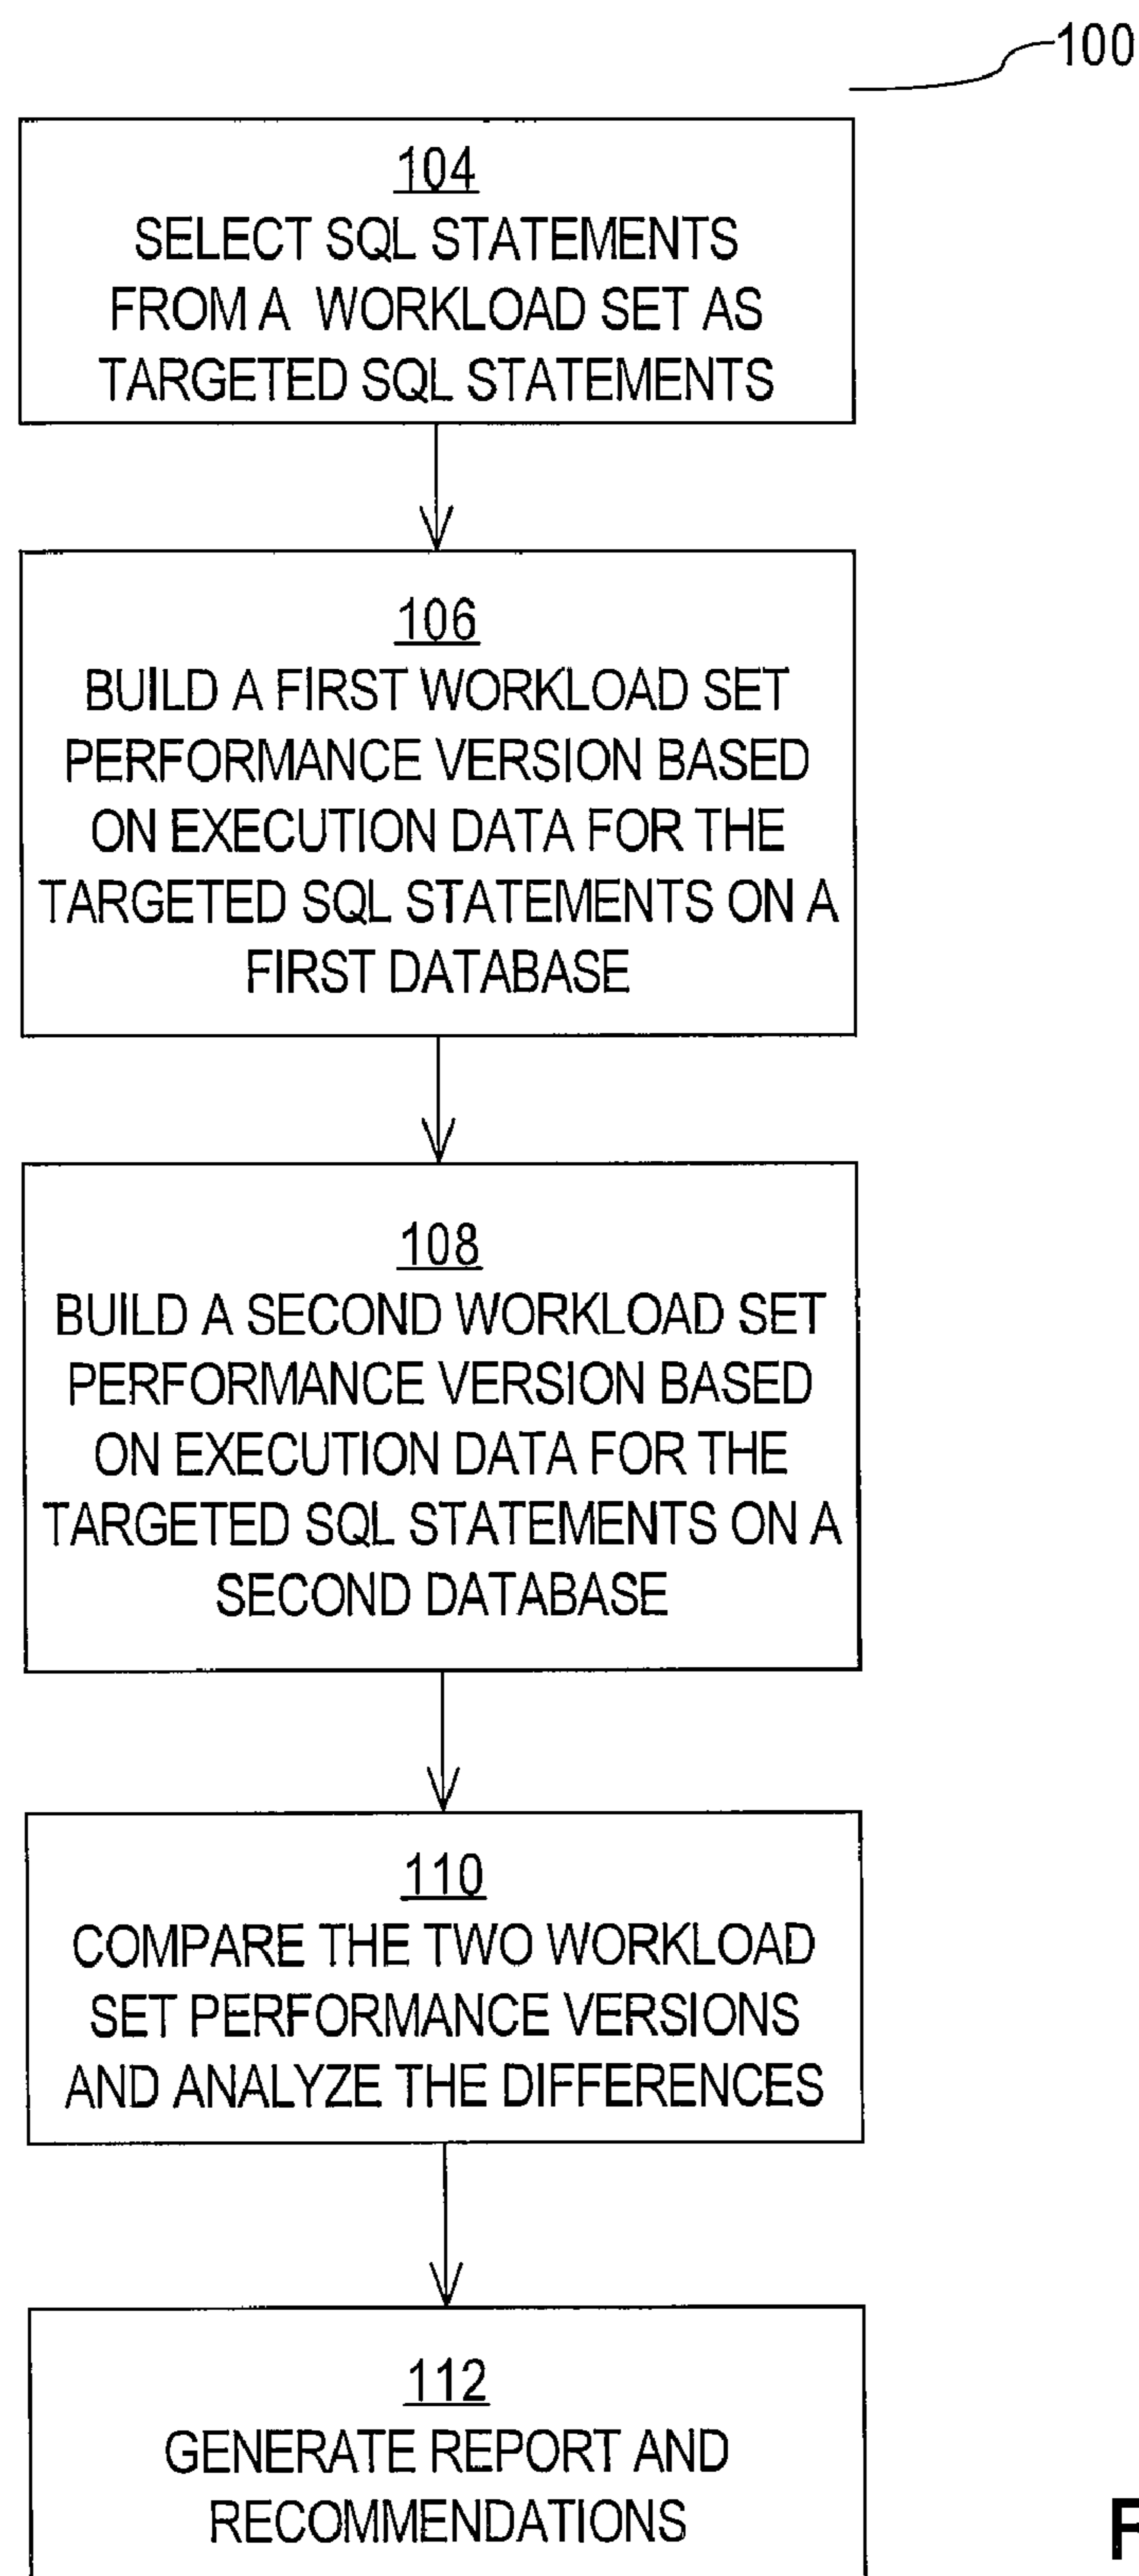 100
104
SELECT SQL STATEMENTS
FROM A WORKLOAD SET AS
TARGETED SQL STATEMENTS
106
BUILD A FIRST WORKLOAD SET
PERFORMANCE VERSION BASED
ON EXECUTION DATA FOR THE
TARGETED SQL STATEMENTS ON A
FIRST DATABASE
108
BUILD A SECOND WORKLOAD SET
PERFORMANCE VERSION BASED
ON EXECUTION DATA FOR THE
TARGETED SQL STATEMENTS ON A
SECOND DATABASE
110
COMPARE THE TWO WORKLOAD
SET PERFORMANCE VERSIONS
AND ANALYZE THE DIFFERENCES
112
GENERATE REPORT AND
RECOMMENDATIONS